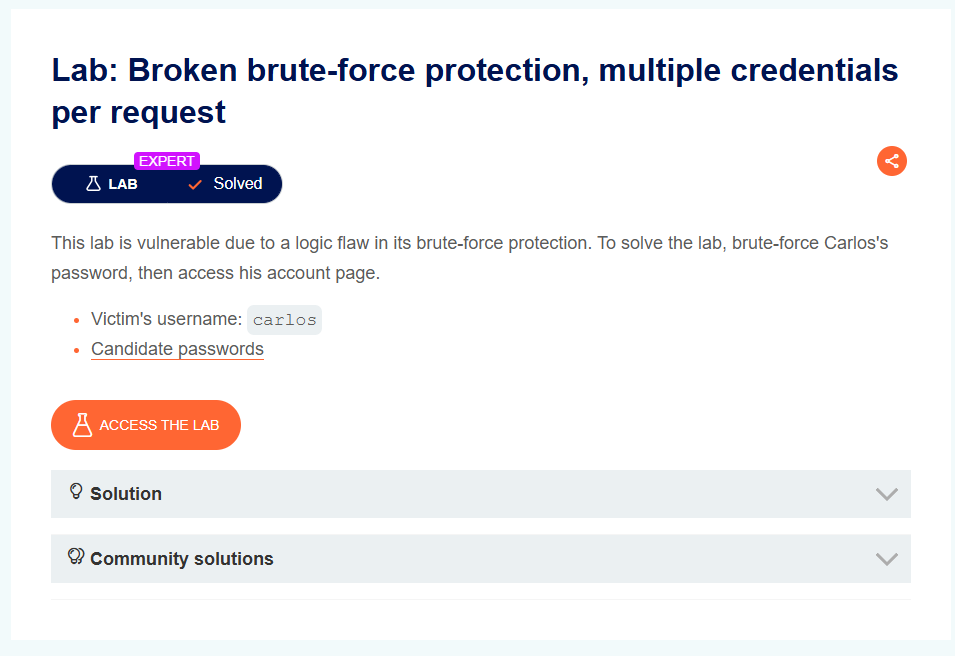 Lab: Broken brute-force protection, multiple credentials
per request
EXPERT
LAB Solved
This lab is vulnerable due to a logic flaw in its brute-force protection. To solve the lab, brute-force Carlos's
password, then access his account page.
Victim's username: carlos
Candidate passwords
ACCESS THE LAB
Solution
Community solutions